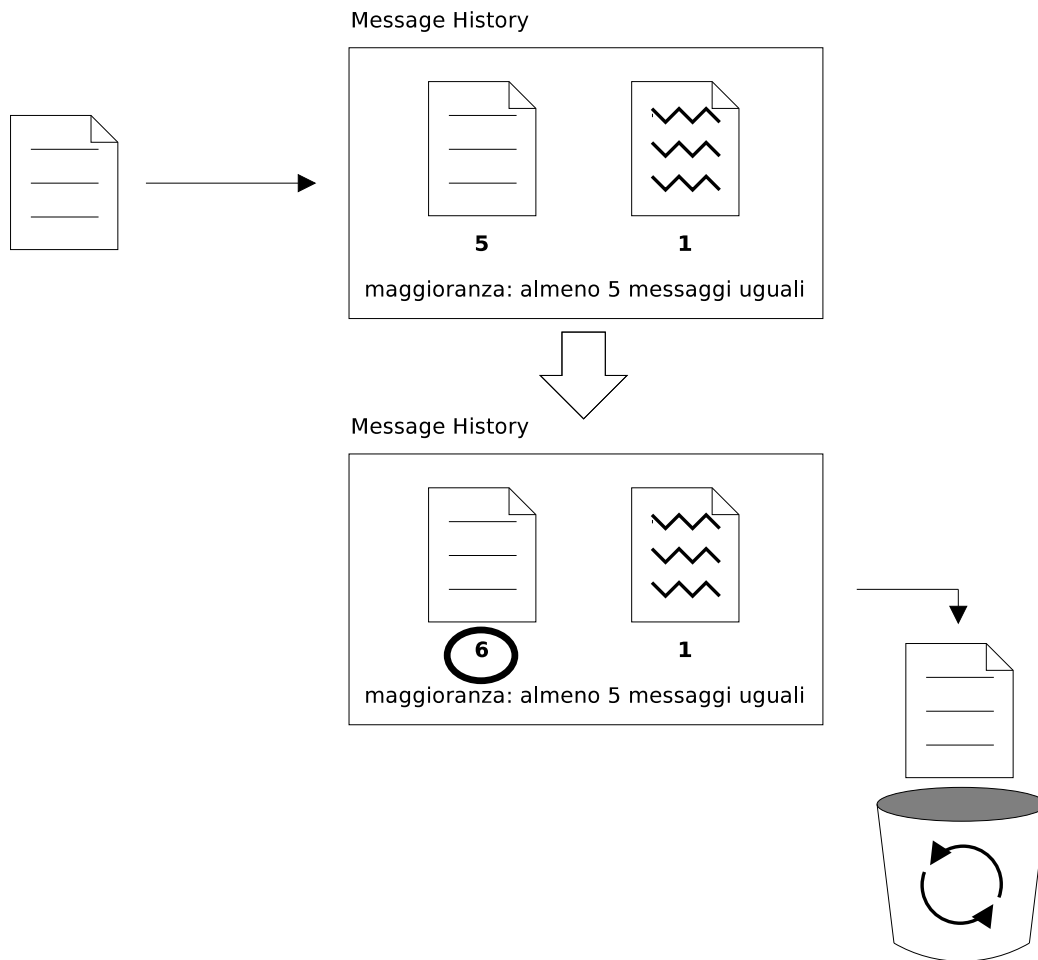 Message History
5 1
maggioranza: almeno 5 messaggi uguali
Message History
6 1
maggioranza: almeno 5 messaggi uguali